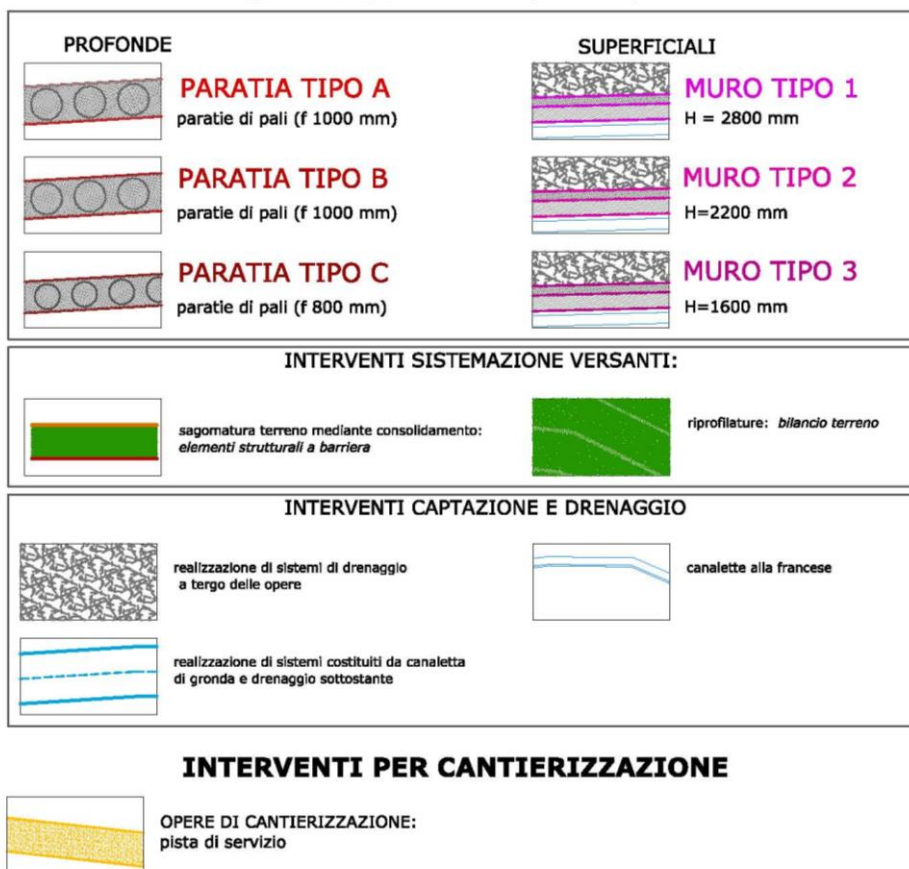 PROFONDE
PARATIA TIPO A
paratie di pali (f 1000 mm)
PARATIA TIPO B
paratie di pali (f 1000 mm)
PARATIA TIPO C
paratie di pali (f 800 mm)
SUPERFICIALI
MURO TIPO 1
H = 2800 mm
MURO TIPO 2
H=2200 mm
MURO TIPO 3
H=1600 mm
INTERVENTI SISTEMAZIONE VERSANTI:
sagomatura terreno mediante consolidamento:
elementi strutturali a barriera
riprofilature: bilancio terreno
INTERVENTI CAPTAZIONE E DRENAGGIO
realizzazione di sistemi di drenaggio
a tergo delle opere
canalette alla francese
realizzazione di sistemi costituiti da canaletta
di gronda e drenaggio sottostante
INTERVENTI PER CANTIERIZZAZIONE
OPERE DI CANTIERIZZAZIONE:
pista di servizio